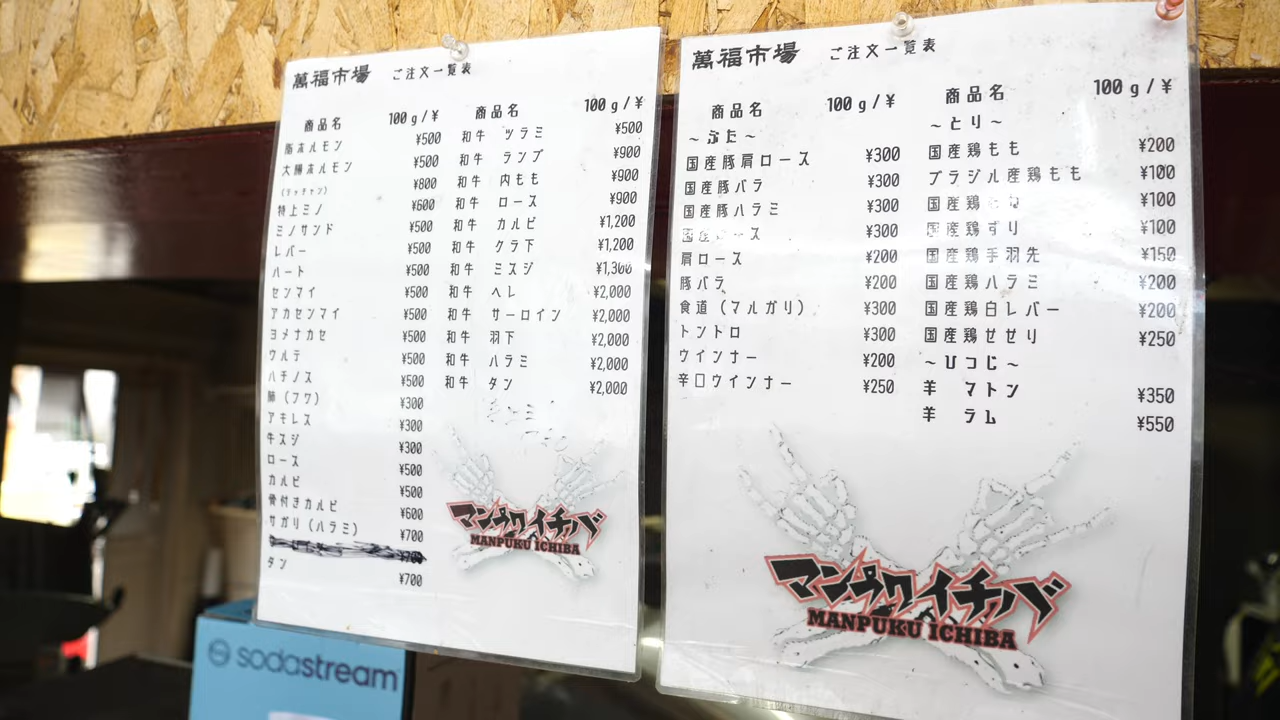 萬福市場 ご注文一覧表
商品名 100g/¥
脂ホルモン ¥500
大腸ホルモン ¥500
(テッチャン) ¥800
特上ミノ ¥600
ミノサンド ¥500
レバー ¥500
ハート ¥500
センマイ ¥500
アカセンマイ ¥500
ヨメナカセ ¥500
ウルテ ¥500
ハチノス ¥500
肺(フワ) ¥300
アキレス ¥300
牛スジ ¥300
ロース ¥500
カルビ ¥500
骨付きカルビ ¥600
サガリ(ハラミ) ¥700
タン ¥700
商品名 100g/¥
和牛 ツラミ ¥500
和牛 ランプ ¥900
和牛 内もも ¥900
和牛 ロース ¥900
和牛 カルビ ¥1,200
和牛 クラ下 ¥1,200
和牛 ミスジ ¥1,300
和牛 ヘレ ¥2,000
和牛 サーロイン ¥2,000
和牛 羽下 ¥2,000
和牛 ハラミ ¥2,000
和牛 タン ¥2,000
マンプクイチバ
MANPUKU ICHIBA
萬福市場 ご注文一覧表
商品名 100g/¥
~ぶた~
国産豚肩ロース ¥300
国産豚バラ ¥300
国産豚ハラミ ¥300
国産ロース ¥300
肩ロース ¥200
豚バラ ¥200
食道(マルガリ) ¥300
トントロ ¥300
ウインナー ¥200
辛口ウインナー ¥250
商品名 100g/¥
~とり~
国産鶏もも ¥200
ブラジル産鶏もも ¥100
国産鶏 ¥100
国産鶏ずり ¥100
国産鶏手羽先 ¥150
国産鶏ハラミ ¥200
国産鶏白レバー ¥200
国産鶏せせり ¥250
~ひつじ~
羊 マトン ¥350
羊 ラム ¥550
マンプクイチバ
MANPUKU ICHIBA
sodastream